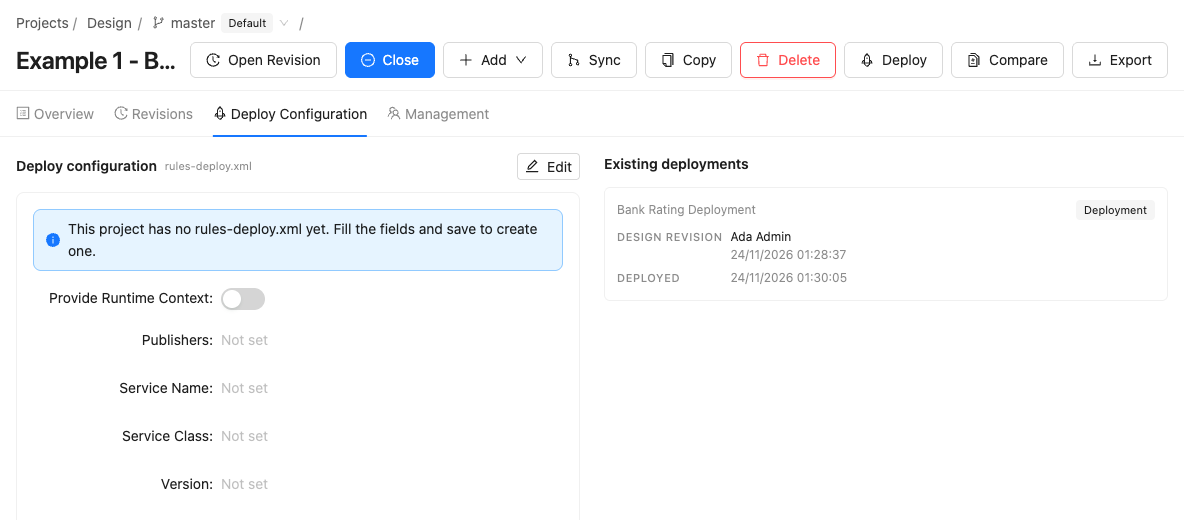 Projects / Design / master Default /
Example 1 - B... Open Revision Close Add Sync Copy Delete Deploy Compare Export
Overview Revisions Deploy Configuration Management
Deploy configuration rules-deploy.xml Edit
This project has no rules-deploy.xml yet. Fill the fields and save to create
one.
Provide Runtime Context:
Publishers: Not set
Service Name: Not set
Service Class: Not set
Version: Not set
Existing deployments
Bank Rating Deployment Deployment
DESIGN REVISION Ada Admin
24/11/2026 01:28:37
DEPLOYED 24/11/2026 01:30:05